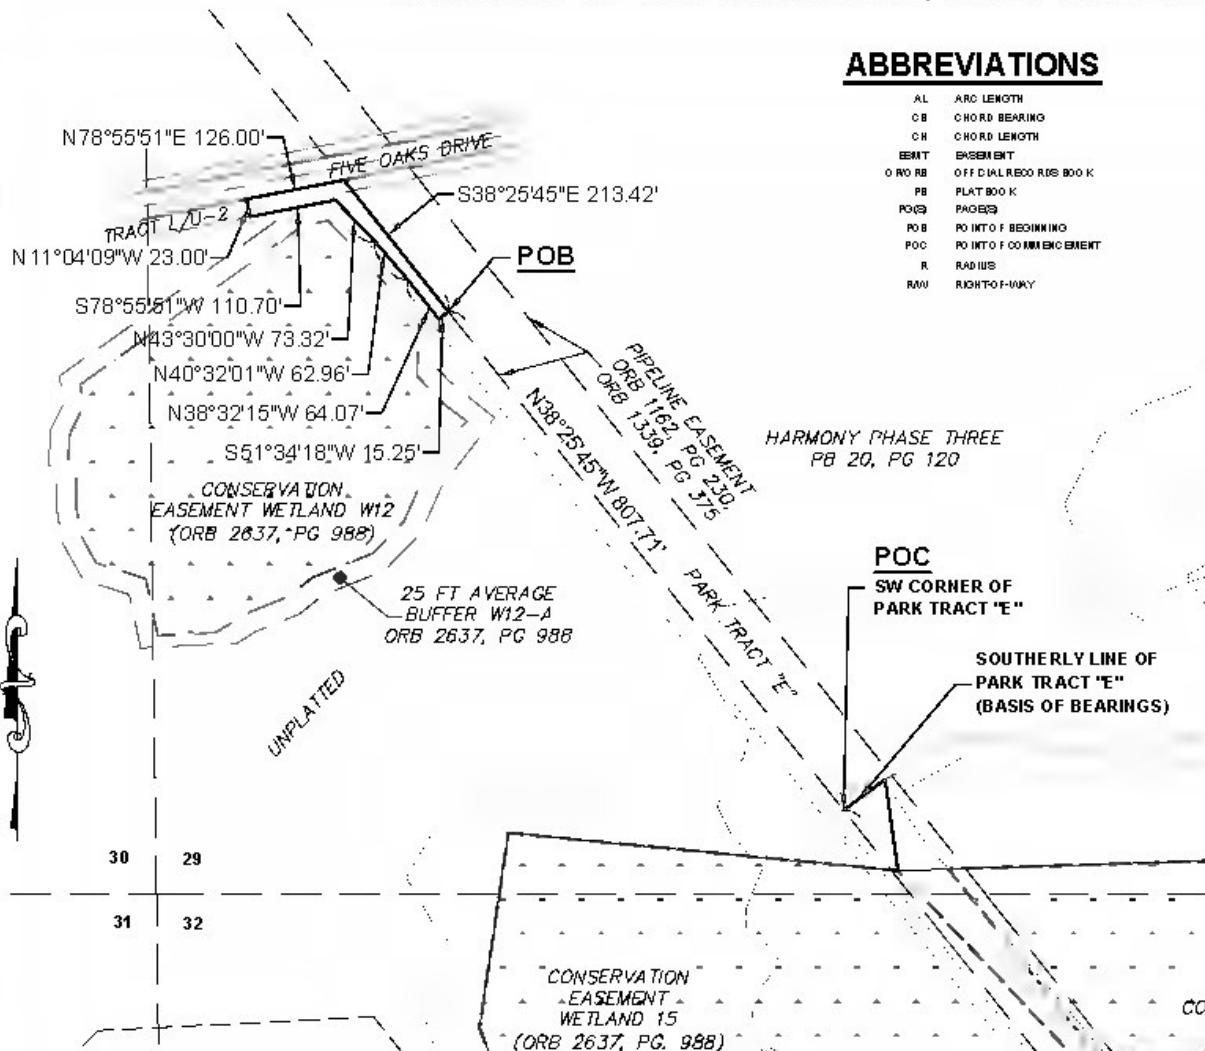 ABBREVIATIONS
AL ARC LENGTH
CB CHORD BEARING
CH CHORD LENGTH
ESMT EASEMENT
O R/O RB OFFICIAL RECORDS BOOK
PB PLAT BOOK
PG(S) PAGE(S)
POB POINT OF BEGINNING
POC POINT OF COMMENCEMENT
R RADIUS
R/W RIGHT-OF-WAY
N78°55'51"E 126.00'
FIVE OAKS DRIVE
S38°25'45"E 213.42'
TRACT L/U-2
N11°04'09"W 23.00'
POB
S78°55'51"W 110.70'
N43°30'00"W 73.32'
N40°32'01"W 62.96'
N38°32'15"W 64.07'
S51°34'18"W 15.25'
PIPELINE EASEMENT
ORB 1162, PG 230,
ORB 1339, PG 375
N38°25'45"W 807.71'
HARMONY PHASE THREE
PB 20, PG 120
CONSERVATION
EASEMENT WETLAND W12
(ORB 2637, PG 988)
25 FT AVERAGE
BUFFER W12-A
ORB 2637, PG 988
PARK TRACT "E"
POC
SW CORNER OF
PARK TRACT "E"
SOUTHERLY LINE OF
PARK TRACT "E"
(BASIS OF BEARINGS)
UNPLATTED
30 29
31 32
CONSERVATION
EASEMENT
WETLAND 15
(ORB 2637, PG. 988)
CO